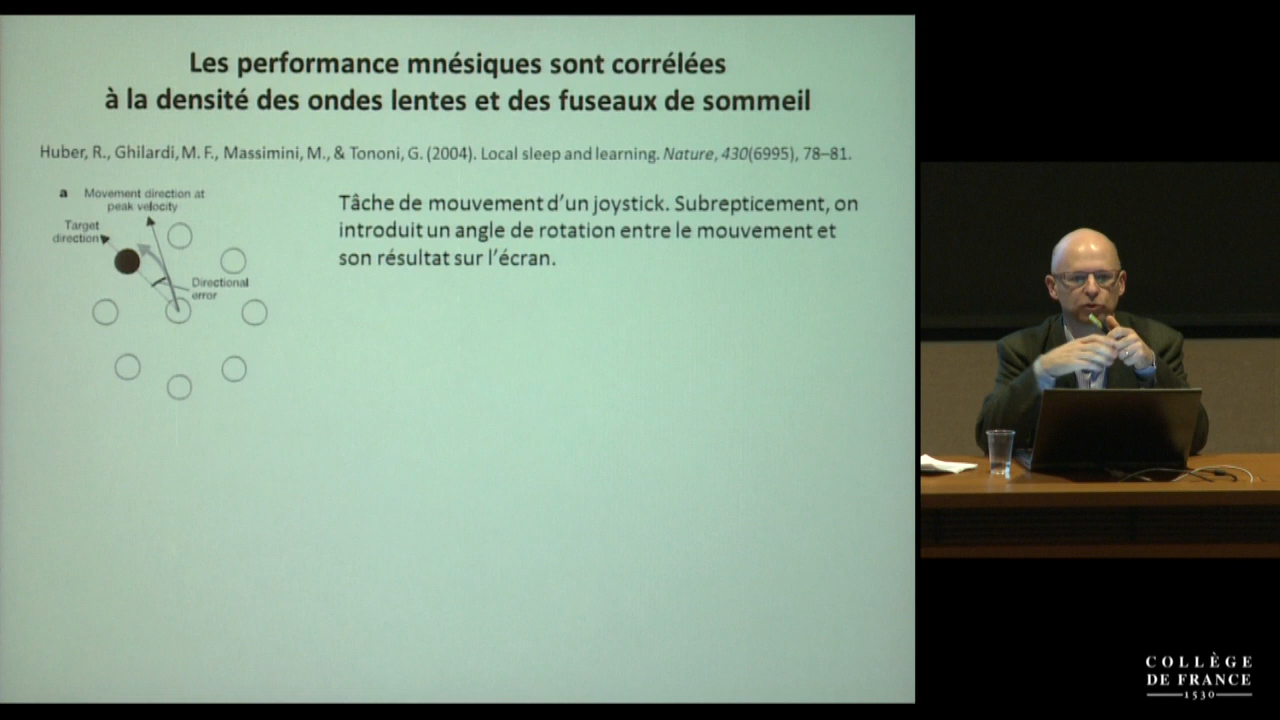 Les performance mnésiques sont corrélées
à la densité des ondes lentes et des fuseaux de sommeil
Huber, R., Ghilardi, M. F., Massimini, M., & Tononi, G. (2004). Local sleep and learning. Nature, 430(6995), 78–81.
a Movement direction at
peak velocity
Target
direction
Directional
error
Tâche de mouvement d'un joystick. Subrepticement, on
introduit un angle de rotation entre le mouvement et
son résultat sur l'écran.
COLLÈGE
DE FRANCE
1530